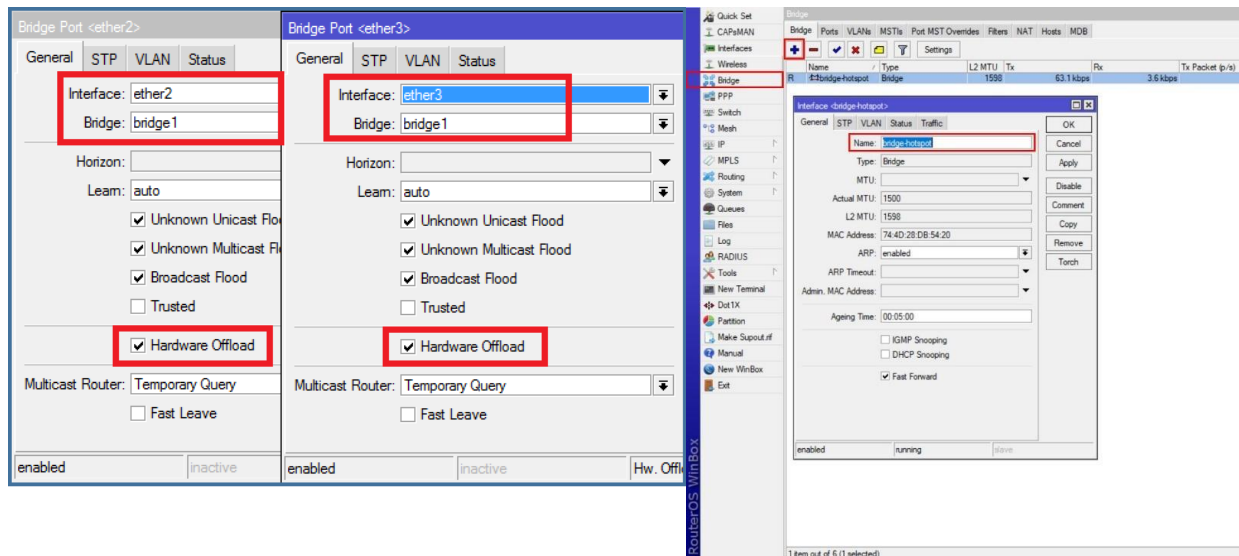 Bridge Port <ether2>
General STP VLAN Status
Interface: ether2
Bridge: bridge1
Horizon:
Learn: auto
Unknown Unicast Flo
Unknown Multicast Fl
Broadcast Flood
Trusted
Hardware Offload
Multicast Router: Temporary Query
Fast Leave
enabled inactive
Bridge Port <ether3>
General STP VLAN Status
Interface: ether3
Bridge: bridge1
Horizon:
Learn: auto
Unknown Unicast Flood
Unknown Multicast Flood
Broadcast Flood
Trusted
Hardware Offload
Multicast Router: Temporary Query
Fast Leave
enabled inactive Hw. Offl
Quick Set
CAPsMAN
Interfaces
Wireless
Bridge
PPP
Switch
Mesh
IP
MPLS
Routing
System
Queues
Files
Log
RADIUS
Tools
New Terminal
Dot1X
Partition
Make Supout.rif
Manual
New WinBox
Exit
RouterOS WinBox
Bridge
Bridge Ports VLANs MSTIs Port MST Overrides Filters NAT Hosts MDB
Settings
Name Type L2 MTU Tx Rx Tx Packet (p/s)
R bridge-hotspot Bridge 1598 63.1 kbps 3.6 kbps
Interface <bridge-hotspot>
General STP VLAN Status Traffic
Name: bridge-hotspot
Type: Bridge
MTU:
Actual MTU: 1500
L2 MTU: 1598
MAC Address: 74:4D:28:DB:54:20
ARP: enabled
ARP Timeout:
Admin. MAC Address:
Ageing Time: 00:05:00
IGMP Snooping
DHCP Snooping
Fast Forward
OK
Cancel
Apply
Disable
Comment
Copy
Remove
Torch
enabled running slave
1 item out of 6 (1 selected)